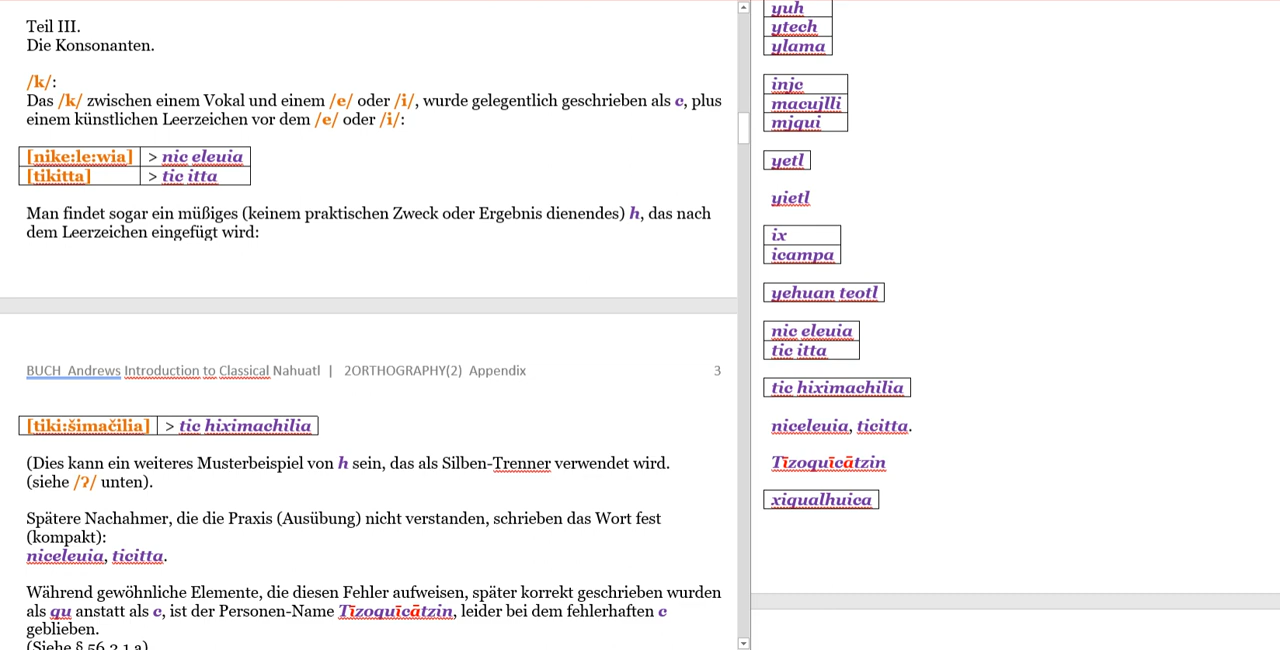 Teil III.
Die Konsonanten.
/k/:
Das /k/ zwischen einem Vokal und einem /e/ oder /i/, wurde gelegentlich geschrieben als c, plus
einem künstlichen Leerzeichen vor dem /e/ oder /i/:
[nike:le:wia] > nic eleuia
[tikitta] > tic itta
Man findet sogar ein müßiges (keinem praktischen Zweck oder Ergebnis dienendes) h, das nach
dem Leerzeichen eingefügt wird:
BUCH Andrews Introduction to Classical Nahuatl | 2ORTHOGRAPHY(2) Appendix 3
[tiki:šimačilia] > tic hiximachilia
(Dies kann ein weiteres Musterbeispiel von h sein, das als Silben-Trenner verwendet wird.
(siehe /ʔ/ unten).
Spätere Nachahmer, die die Praxis (Ausübung) nicht verstanden, schrieben das Wort fest
(kompakt):
niceleuia, ticitta.
Während gewöhnliche Elemente, die diesen Fehler aufweisen, später korrekt geschrieben wurden
als qu anstatt als c, ist der Personen-Name Tīzoquīcātzin, leider bei dem fehlerhaften c
geblieben.
(Siehe § 56.2.1.a)
yuh
ytech
ylama
injc
macujlli
mjqui
yetl
yietl
ix
icampa
yehuan teotl
nic eleuia
tic itta
tic hiximachilia
niceleuia, ticitta.
Tīzoquīcātzin
xiqualhuica